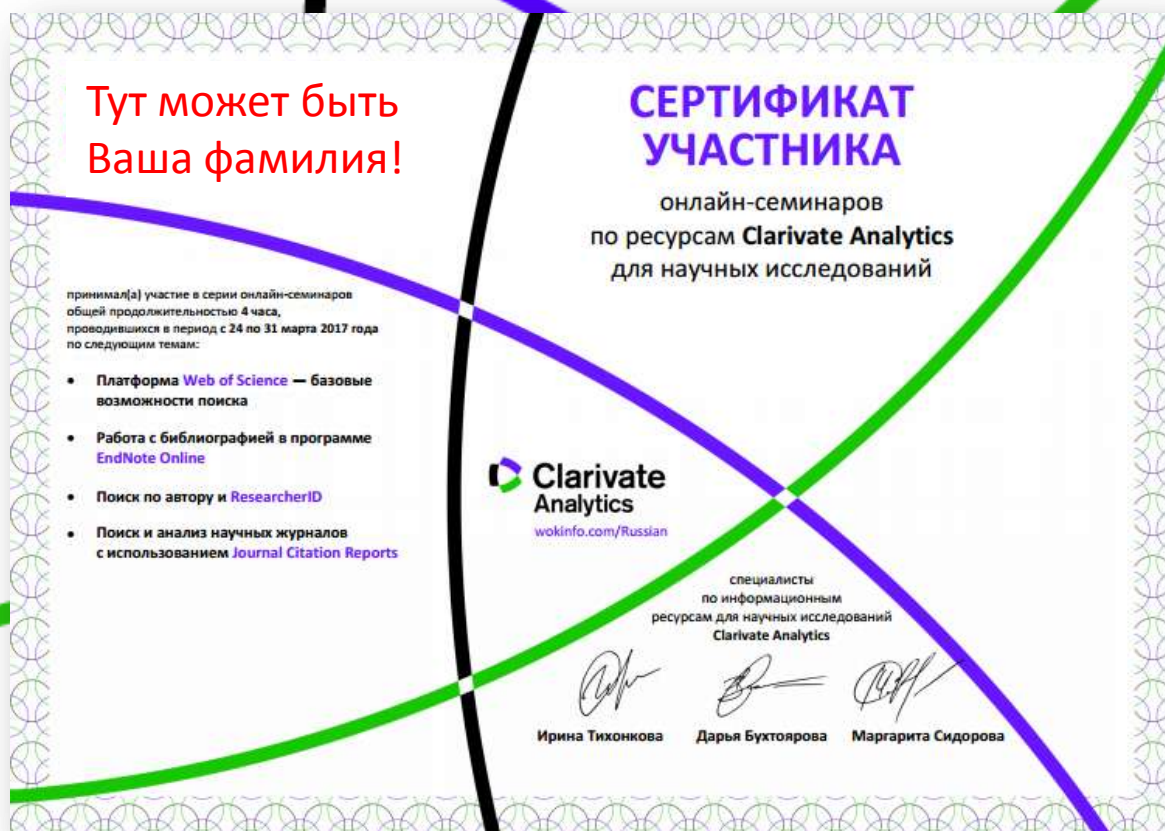 Тут может быть
Ваша фамилия!
СЕРТИФИКАТ
УЧАСТНИКА
онлайн-семинаров
по ресурсам Clarivate Analytics
для научных исследований
принимал(а) участие в серии онлайн-семинаров
общей продолжительностью 4 часа,
проводившихся в период с 24 по 31 марта 2017 года
по следующим темам:
• Платформа Web of Science — базовые
возможности поиска
• Работа с библиографией в программе
EndNote Online
• Поиск по автору и ResearcherID
• Поиск и анализ научных журналов
с использованием Journal Citation Reports
Clarivate
Analytics
wokinfo.com/Russian
специалисты
по информационным
ресурсам для научных исследований
Clarivate Analytics
Ирина Тихонкова Дарья Бухтоярова Маргарита Сидорова